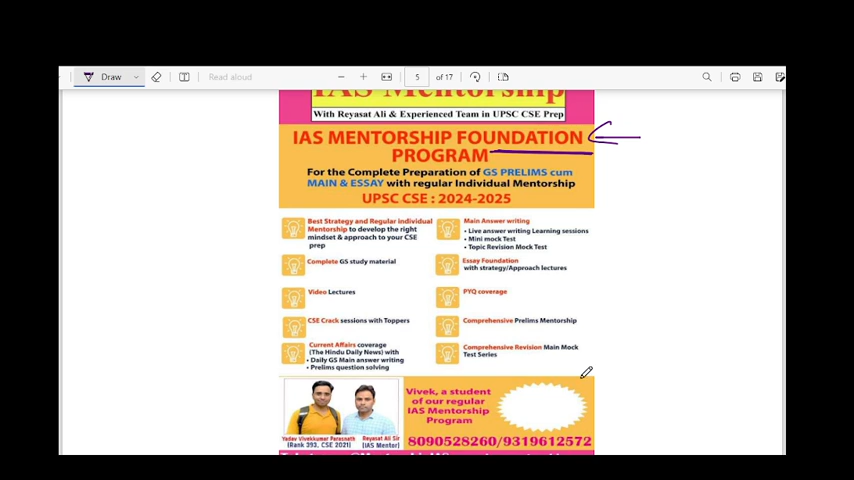 Draw
Read aloud
5
of 17
IAS Mentorship
With Reyasat Ali & Experienced Team in UPSC CSE Prep
IAS MENTORSHIP FOUNDATION
PROGRAM
For the Complete Preparation of GS PRELIMS cum
MAIN & ESSAY with regular Individual Mentorship
UPSC CSE : 2024-2025
Best Strategy and Regular individual
Mentorship to develop the right
mindset & approach to your CSE
prep
Main Answer writing
• Live answer writing Learning sessions
• Mini mock Test
• Topic Revision Mock Test
Complete GS study material
Essay Foundation
with strategy/Approach lectures
Video Lectures
PYQ coverage
CSE Crack sessions with Toppers
Comprehensive Prelims Mentorship
Current Affairs coverage
(The Hindu Daily News) with
• Daily GS Main answer writing
• Prelims question solving
Comprehensive Revision Main Mock
Test Series
Vivek, a student
of our regular
IAS Mentorship
Program
Yadav Vivekkumar Parasnath
(Rank 393, CSE 2021)
Reyasat Ali Sir
(IAS Mentor)
8090528260/9319612572